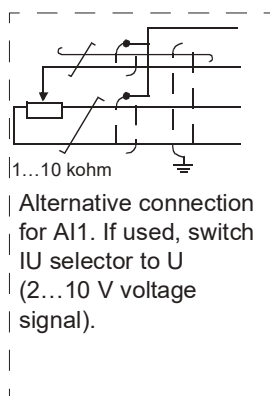 1…10 kohm
Alternative connection
for AI1. If used, switch
IU selector to U
(2…10 V voltage
signal).